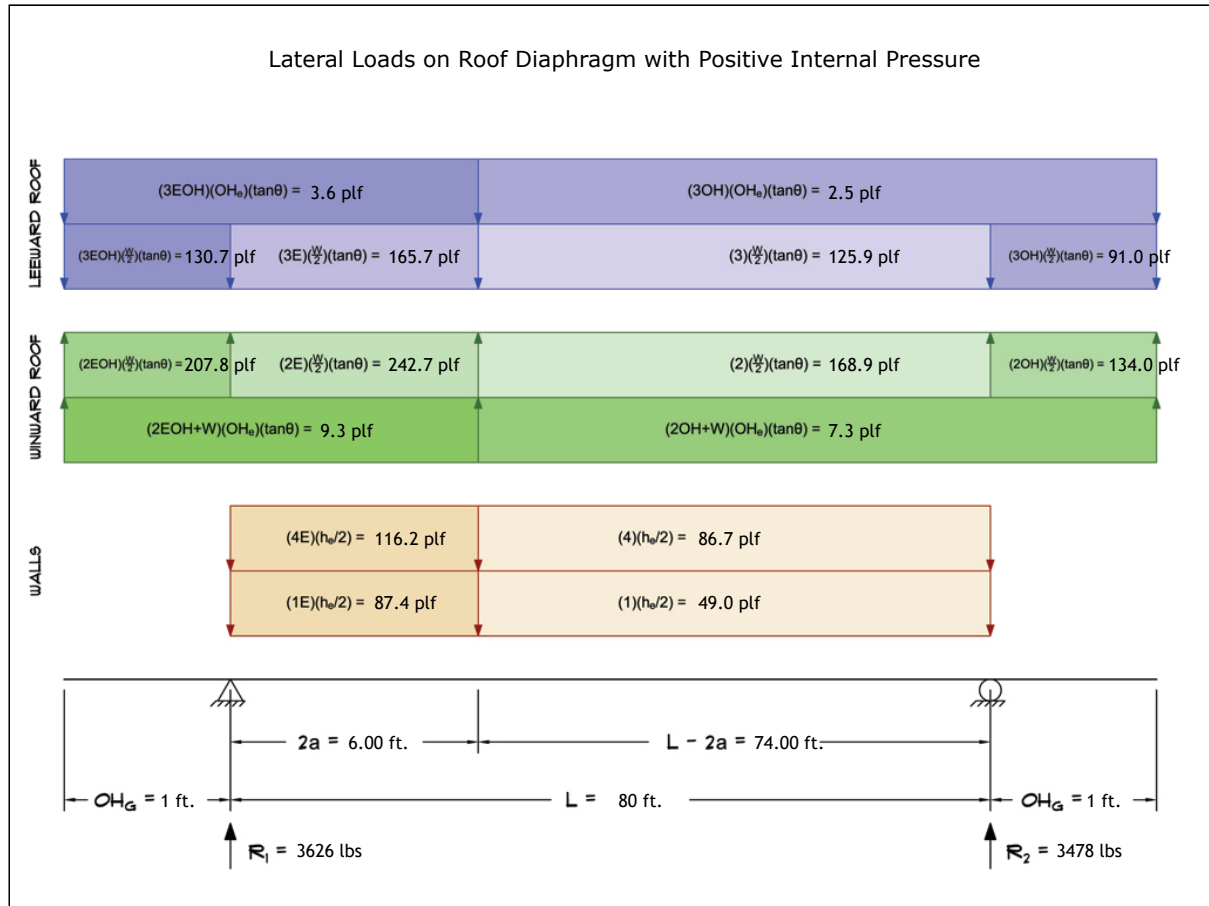 Lateral Loads on Roof Diaphragm with Positive Internal Pressure
LEEWARD ROOF
(3EOH)(OHₑ)(tanθ) = 3.6 plf
(3OH)(OHₑ)(tanθ) = 2.5 plf
(3EOH)(W/2)(tanθ) = 130.7 plf
(3E)(W/2)(tanθ) = 165.7 plf
(3)(W/2)(tanθ) = 125.9 plf
(3OH)(W/2)(tanθ) = 91.0 plf
WINWARD ROOF
(2EOH)(W/2)(tanθ) = 207.8 plf
(2E)(W/2)(tanθ) = 242.7 plf
(2)(W/2)(tanθ) = 168.9 plf
(2OH)(W/2)(tanθ) = 134.0 plf
(2EOH+W)(OHₑ)(tanθ) = 9.3 plf
(2OH+W)(OHₑ)(tanθ) = 7.3 plf
WALLS
(4E)(hₑ/2) = 116.2 plf
(4)(hₑ/2) = 86.7 plf
(1E)(hₑ/2) = 87.4 plf
(1)(hₑ/2) = 49.0 plf
2a = 6.00 ft.
L - 2a = 74.00 ft.
OH_G = 1 ft.
L = 80 ft.
OH_G = 1 ft.
R₁ = 3626 lbs
R₂ = 3478 lbs